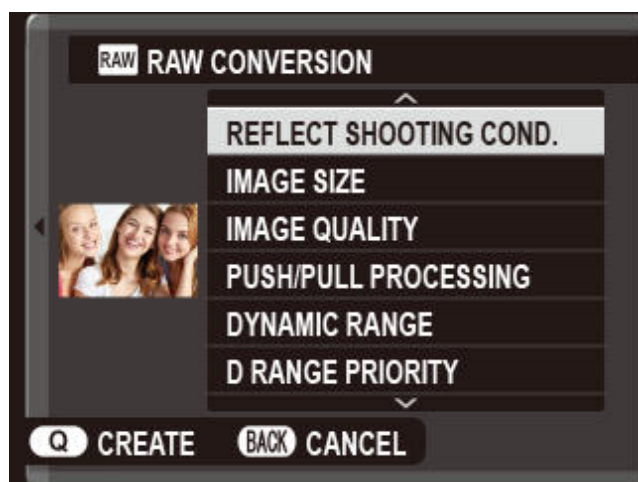 RAW RAW CONVERSION
REFLECT SHOOTING COND.
IMAGE SIZE
IMAGE QUALITY
PUSH/PULL PROCESSING
DYNAMIC RANGE
D RANGE PRIORITY
Q CREATE BACK CANCEL